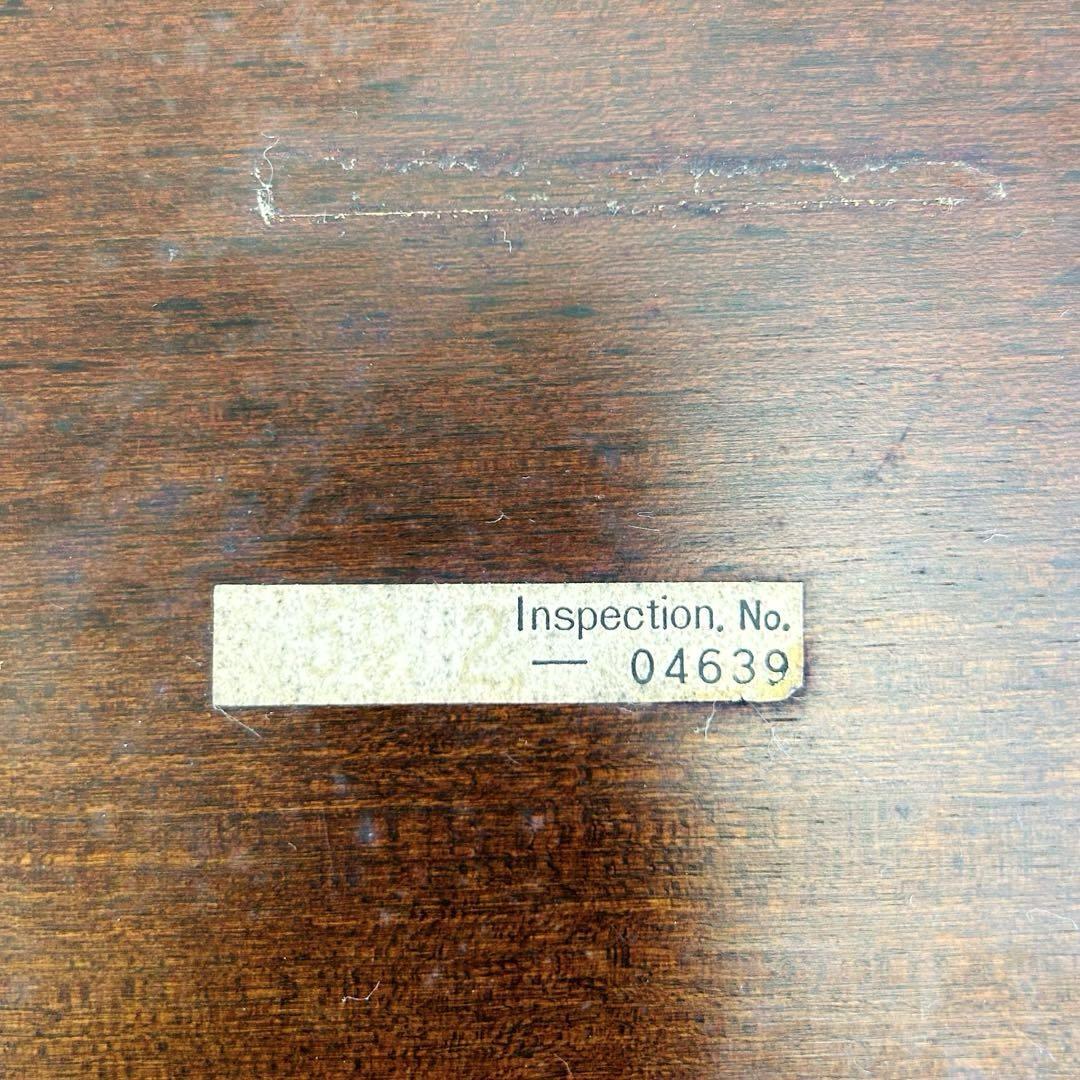 Inspection. No.
— 04639